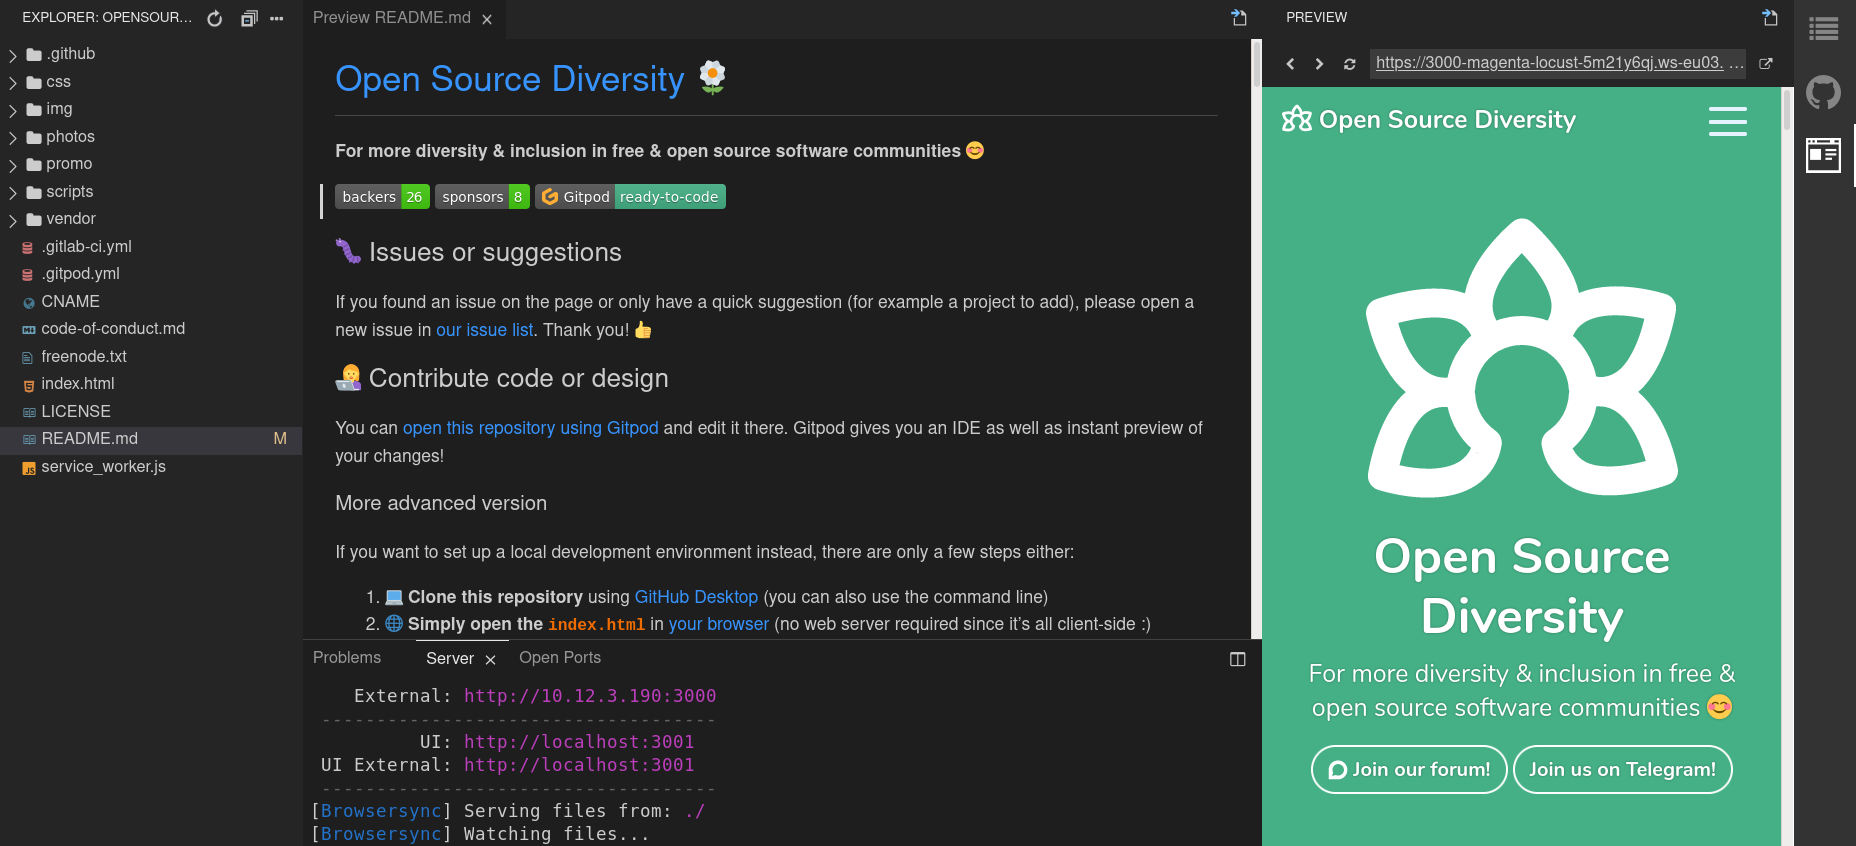 EXPLORER: OPENSOUR...
.github
css
img
photos
promo
scripts
vendor
.gitlab-ci.yml
.gitpod.yml
CNAME
code-of-conduct.md
freenode.txt
index.html
LICENSE
README.md M
service_worker.js
Preview README.md
Open Source Diversity 🌼
For more diversity & inclusion in free & open source software communities 😊
backers 26 sponsors 8 Gitpod ready-to-code
🐛 Issues or suggestions
If you found an issue on the page or only have a quick suggestion (for example a project to add), please open a
new issue in our issue list. Thank you! 👍
👩‍💻 Contribute code or design
You can open this repository using Gitpod and edit it there. Gitpod gives you an IDE as well as instant preview of
your changes!
More advanced version
If you want to set up a local development environment instead, there are only a few steps either:
1. 💻 Clone this repository using GitHub Desktop (you can also use the command line)
2. 🌐 Simply open the index.html in your browser (no web server required since it's all client-side :)
Problems Server Open Ports
External: http://10.12.3.190:3000
------------------------------------
UI: http://localhost:3001
UI External: http://localhost:3001
------------------------------------
[Browsersync] Serving files from: ./
[Browsersync] Watching files...
PREVIEW
https://3000-magenta-locust-5m21y6qj.ws-eu03. ...
Open Source Diversity
Open Source
Diversity
For more diversity & inclusion in free &
open source software communities 😊
Join our forum! Join us on Telegram!